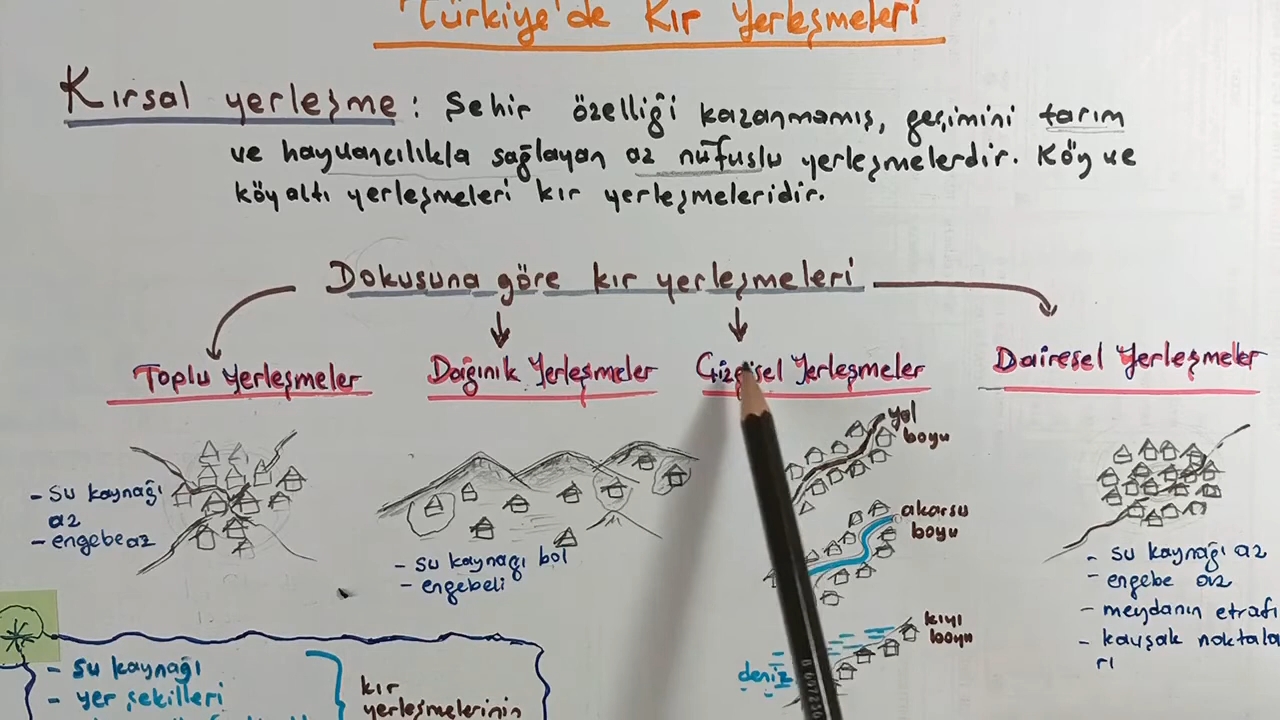 Türkiye'de Kır Yerleşmeleri
Kırsal yerleşme : Şehir özelliği kazanmamış, geçimini tarım
ve hayvancılıkla sağlayan az nüfuslu yerleşmelerdir. Köy ve
köyaltı yerleşmeleri kır yerleşmeleridir.
Dokusuna göre kır yerleşmeleri
Toplu Yerleşmeler
Dağınık Yerleşmeler
Çizgisel Yerleşmeler
Dairesel Yerleşmeler
- su kaynağı
az
- engebe az
- su kaynağı bol
- engebeli
yol
boyu
akarsu
boyu
kıyı
boyu
deniz
- su kaynağı az
- engebe az
- meydanın etrafı
- kavşak noktala
rı
- su kaynağı
- yer şekilleri
kır
yerleşmelerinin